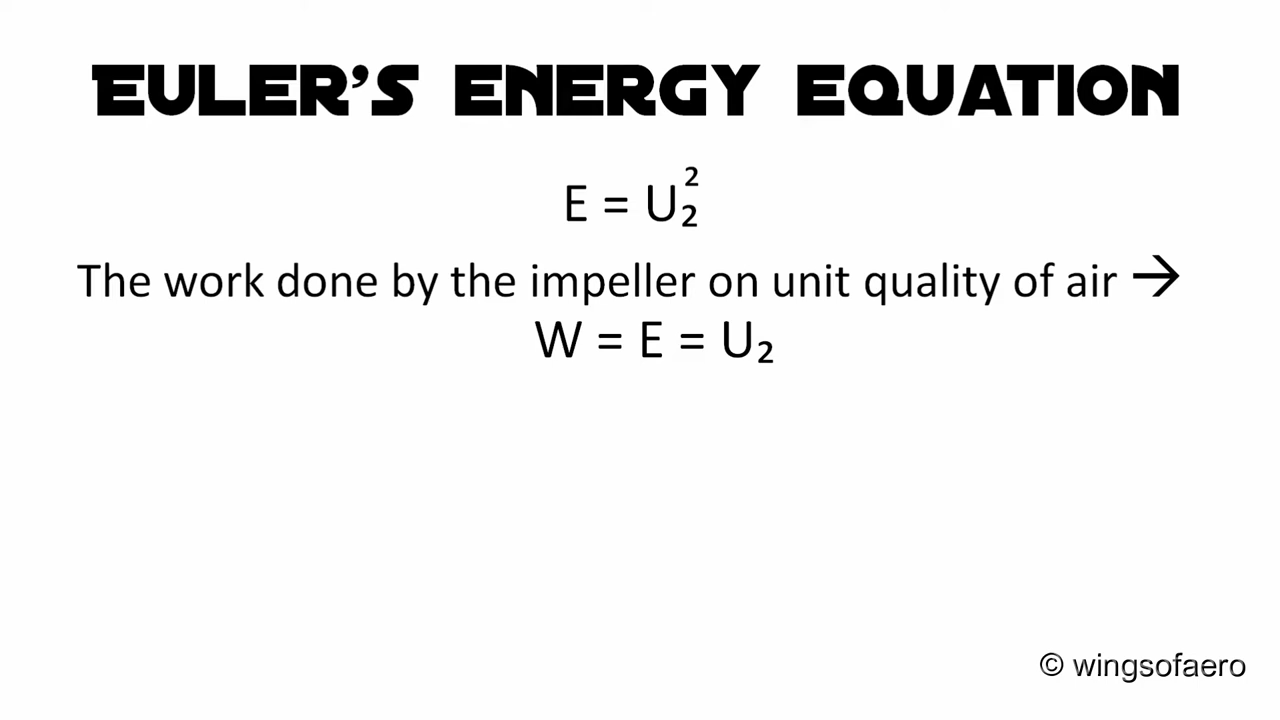 EULER'S ENERGY EQUATION
E = U₂²
The work done by the impeller on unit quality of air →
W = E = U₂
© wingsofaero